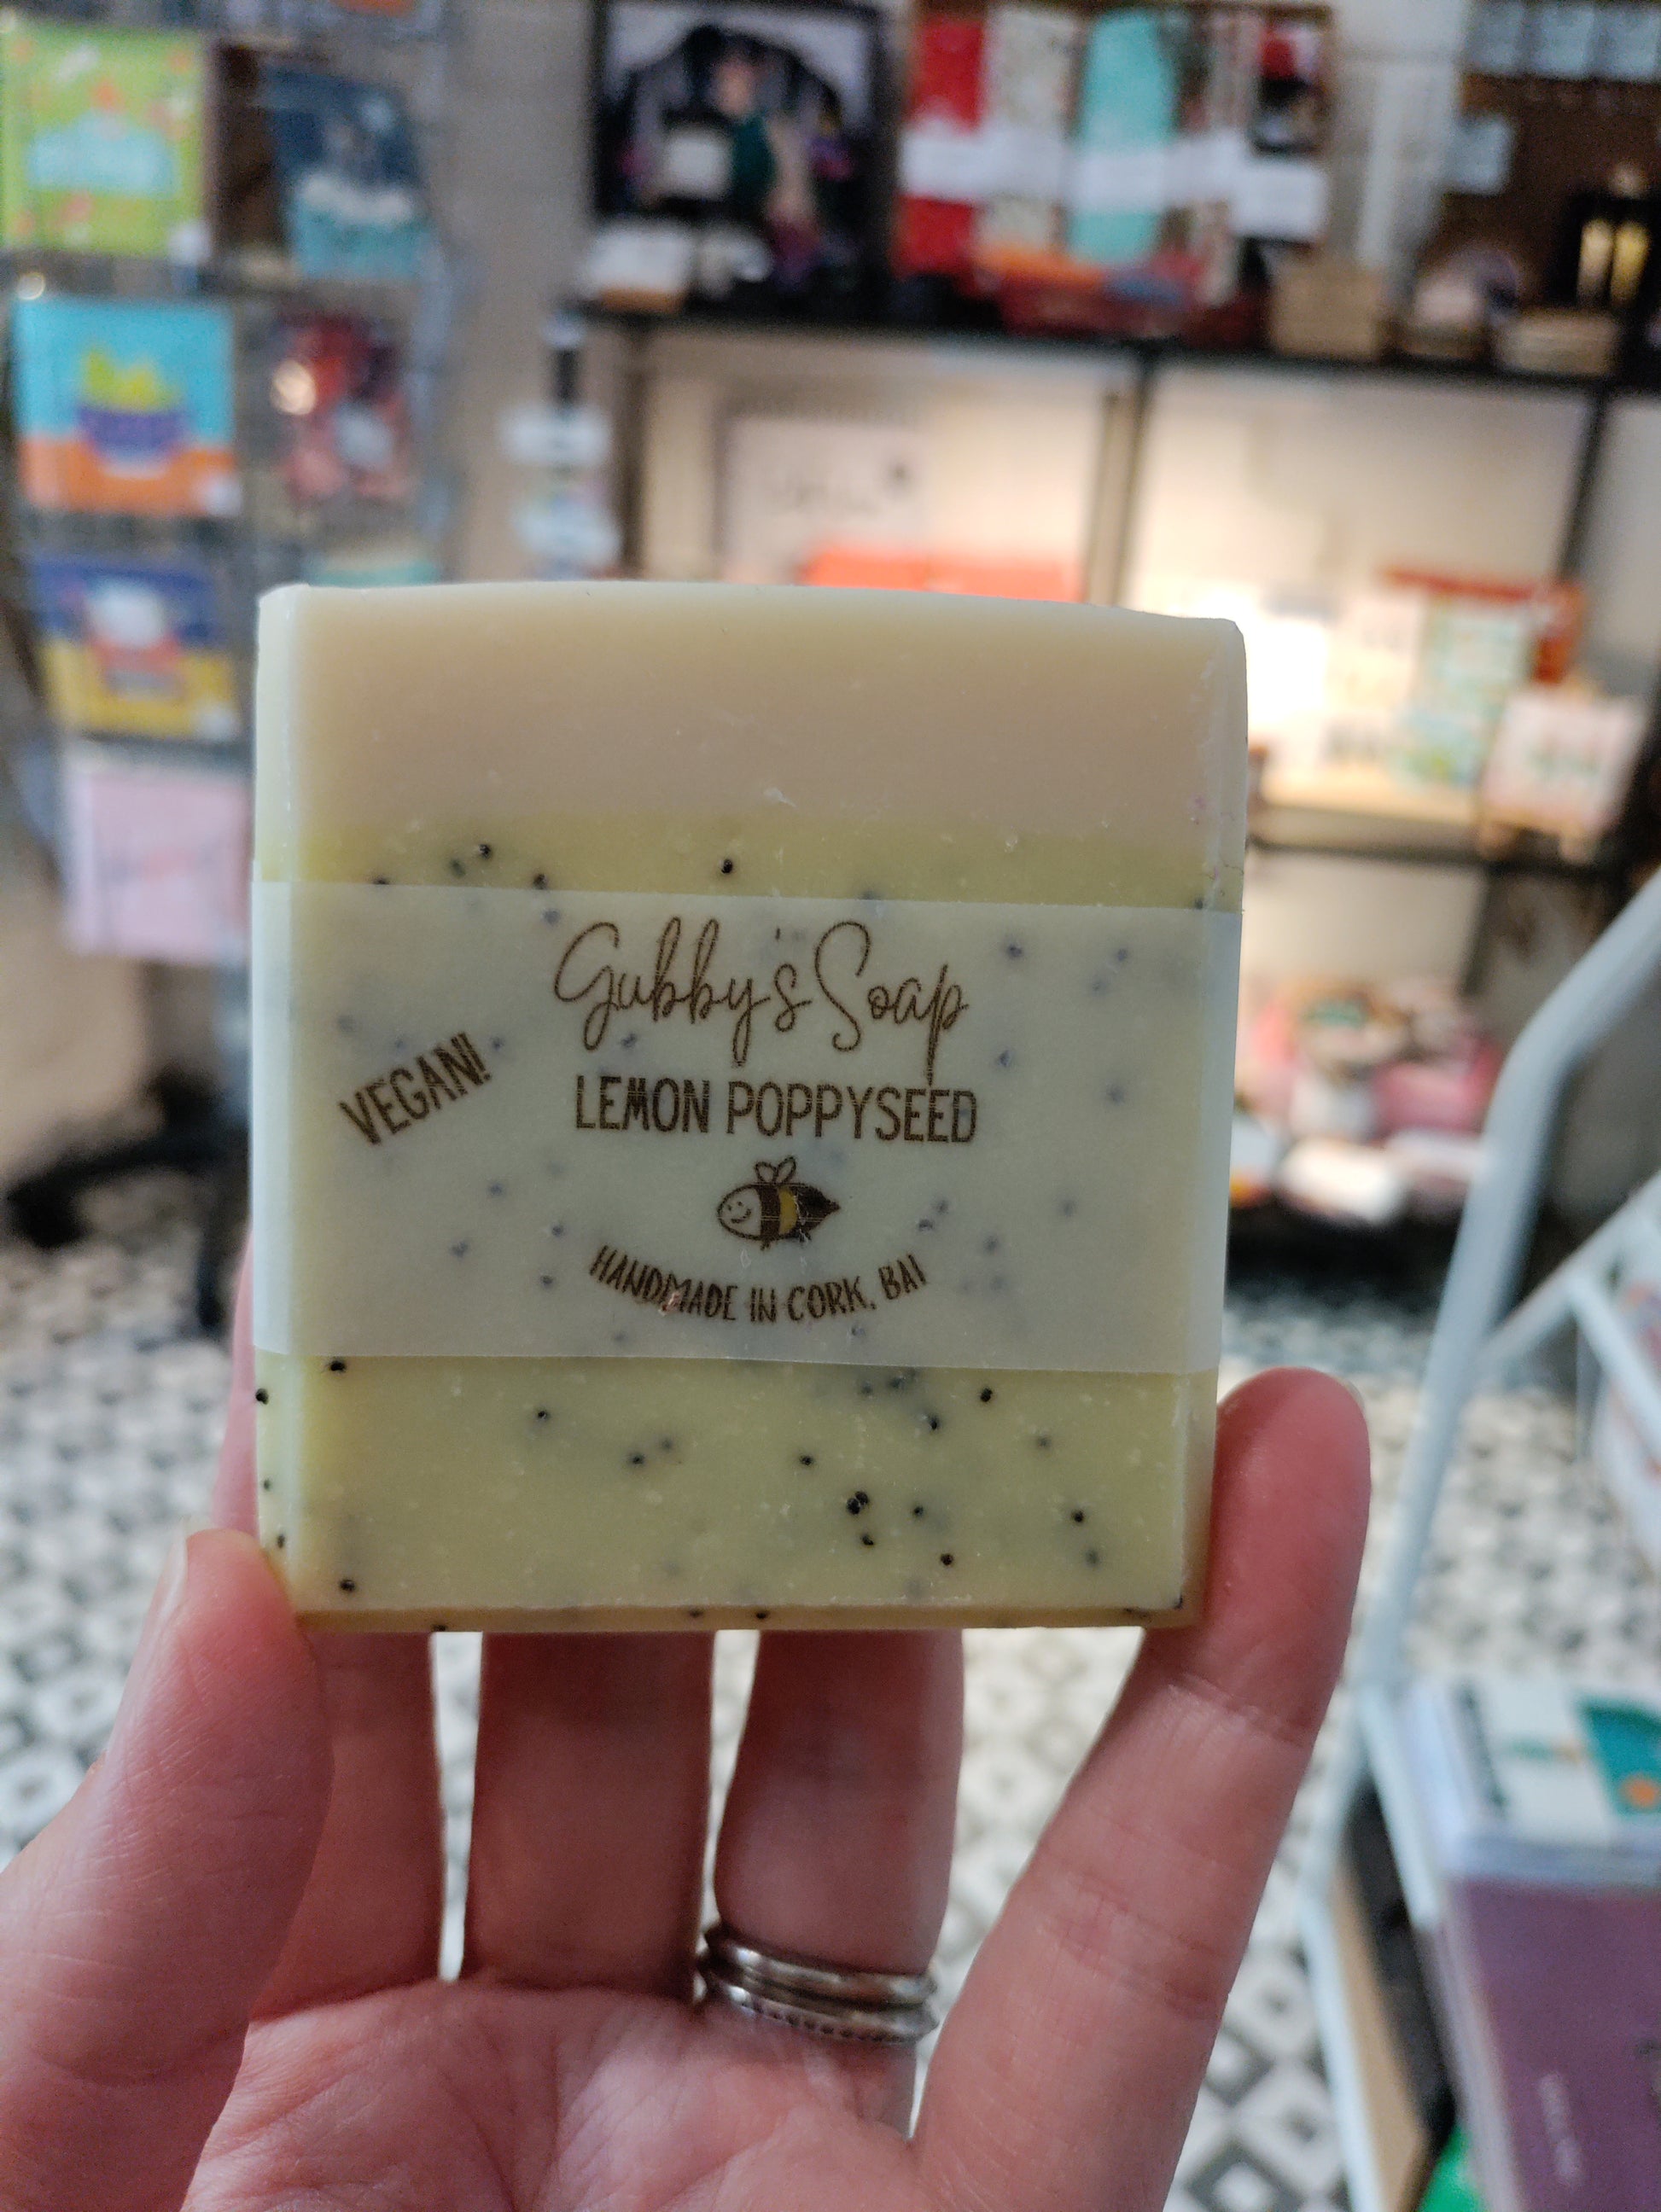 Gubby's Soap
VEGAN!
LEMON POPPYSEED
HANDMADE IN CORK, BAI